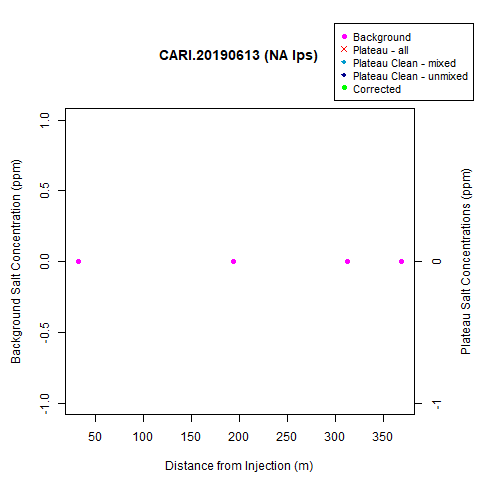 CARI.20190613 (NA lps)
Background
Plateau - all
Plateau Clean - mixed
Plateau Clean - unmixed
Corrected
Background Salt Concentration (ppm)
1.0
0.5
0.0
-0.5
-1.0
0
-1
Plateau Salt Concentrations (ppm)
50 100 150 200 250 300 350
Distance from Injection (m)